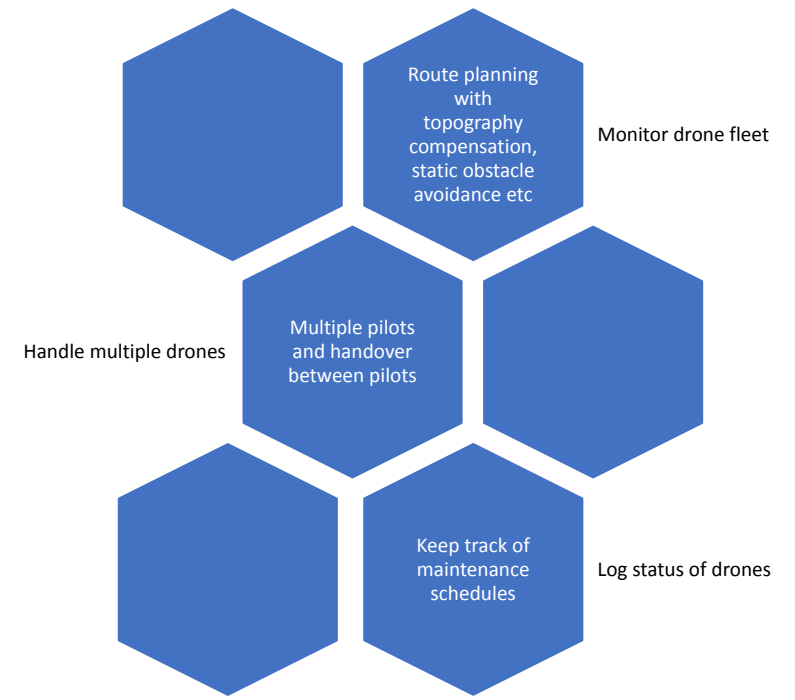 Route planning
with
topography
compensation,
static obstacle
avoidance etc
Monitor drone fleet
Handle multiple drones
Multiple pilots
and handover
between pilots
Keep track of
maintenance
schedules
Log status of drones